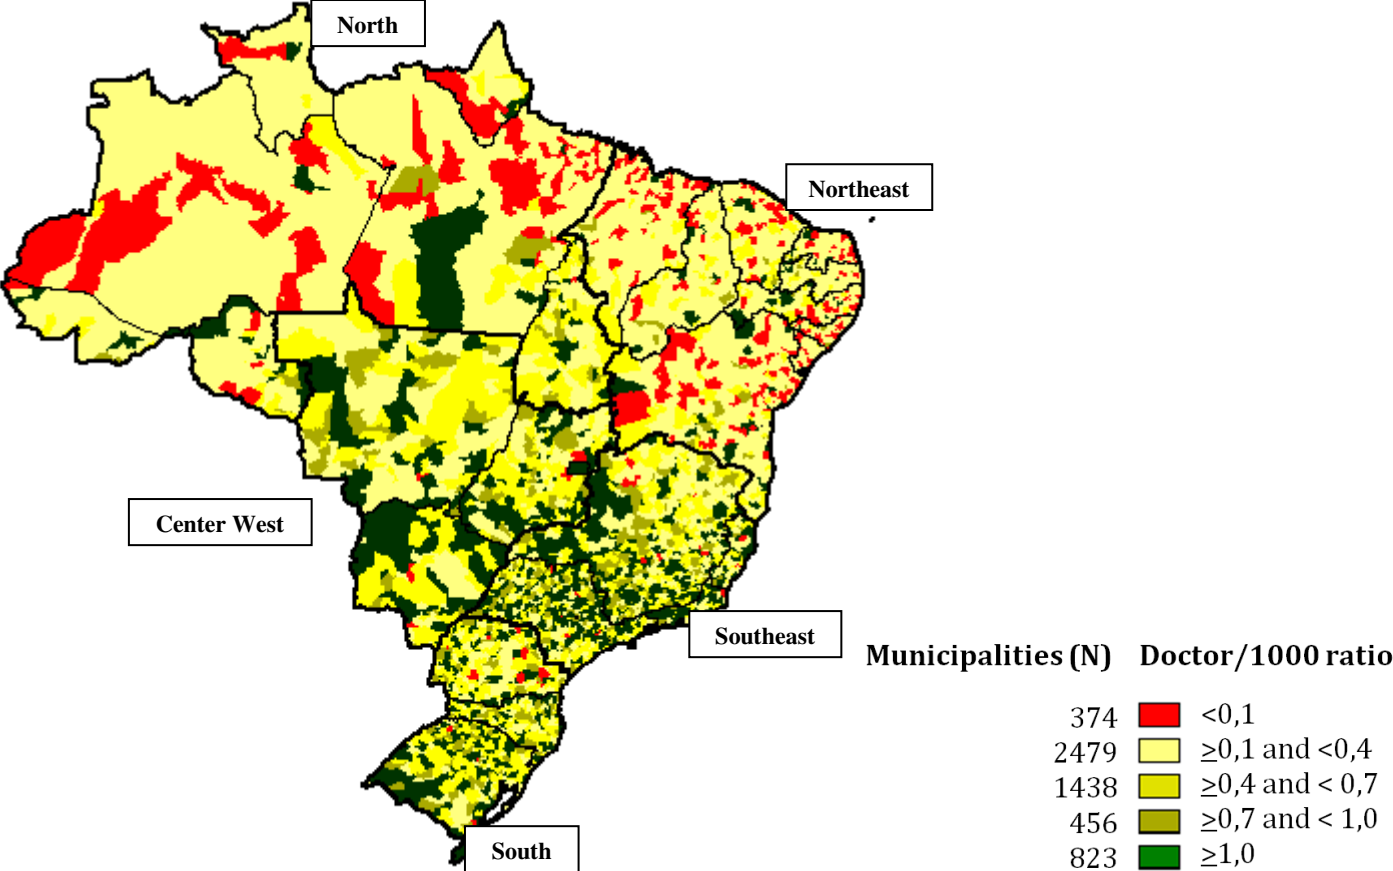 North
Northeast
Center West
Southeast
South
Municipalities (N) Doctor/1000 ratio
374 <0,1
2479 ≥0,1 and <0,4
1438 ≥0,4 and < 0,7
456 ≥0,7 and < 1,0
823 ≥1,0